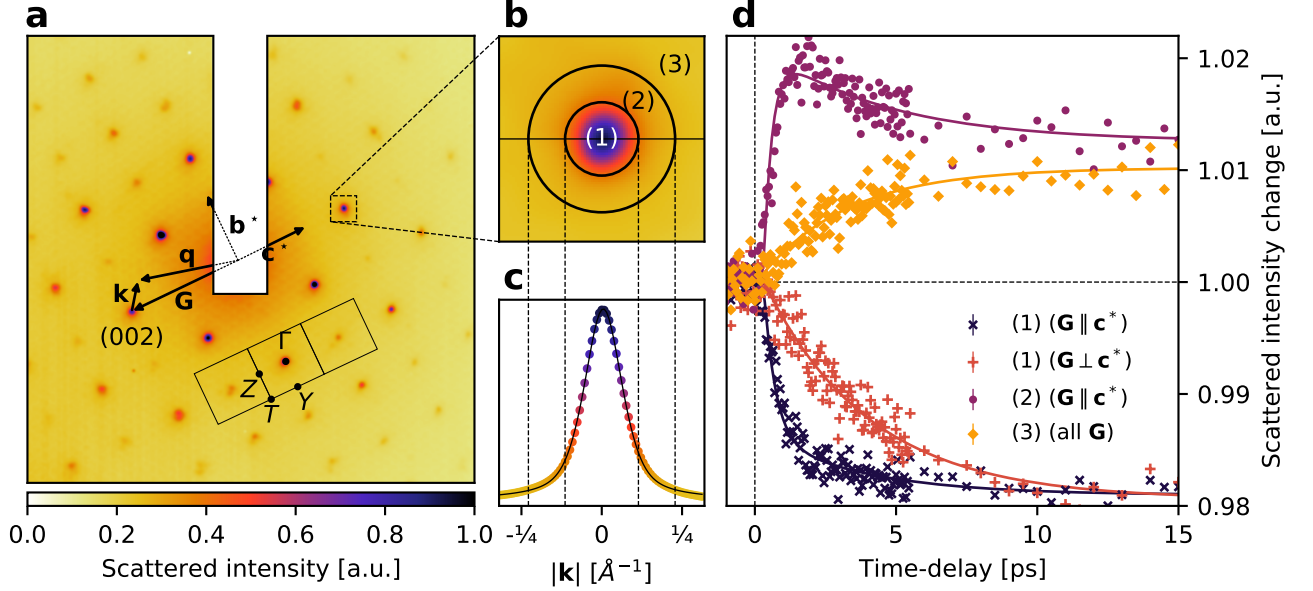 a
b*
q
c*
k
G
(002)
Γ
Z
T
Y
0.0 0.2 0.4 0.6 0.8 1.0
Scattered intensity [a.u.]
b
(3)
(2)
(1)
c
-¼ 0 ¼
|k| [Å⁻¹]
d
1.02
1.01
1.00
0.99
0.98
Scattered intensity change [a.u.]
(1) (G ∥ c*)
(1) (G ⊥ c*)
(2) (G ∥ c*)
(3) (all G)
0 5 10 15
Time-delay [ps]